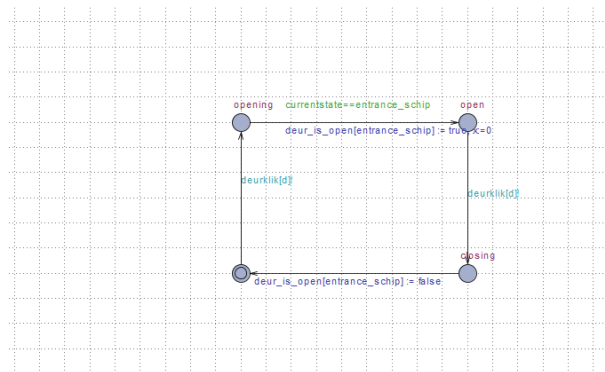 opening currentstate==entrance_schip open
deur_is_open[entrance_schip] := true, x=0
deurklik[d]!
deurklik[d]!
closing
deur_is_open[entrance_schip] := false